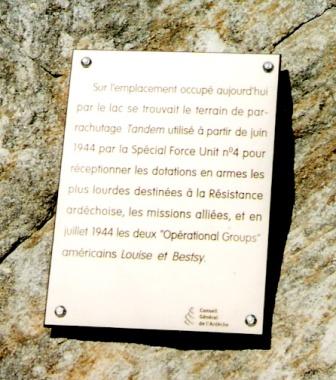 Sur l'emplacement occupé aujourd'hui
par le lac se trouvait le terrain de par-
rachutage Tandem utilisé à partir de juin
1944 par la Spécial Force Unit nº4 pour
réceptionner les dotations en armes les
plus lourdes destinées à la Résistance
ardéchoise, les missions alliées, et en
juillet 1944 les deux "Opérational Groups"
américains Louise et Bestsy.
Conseil
Général
de l'Ardèche